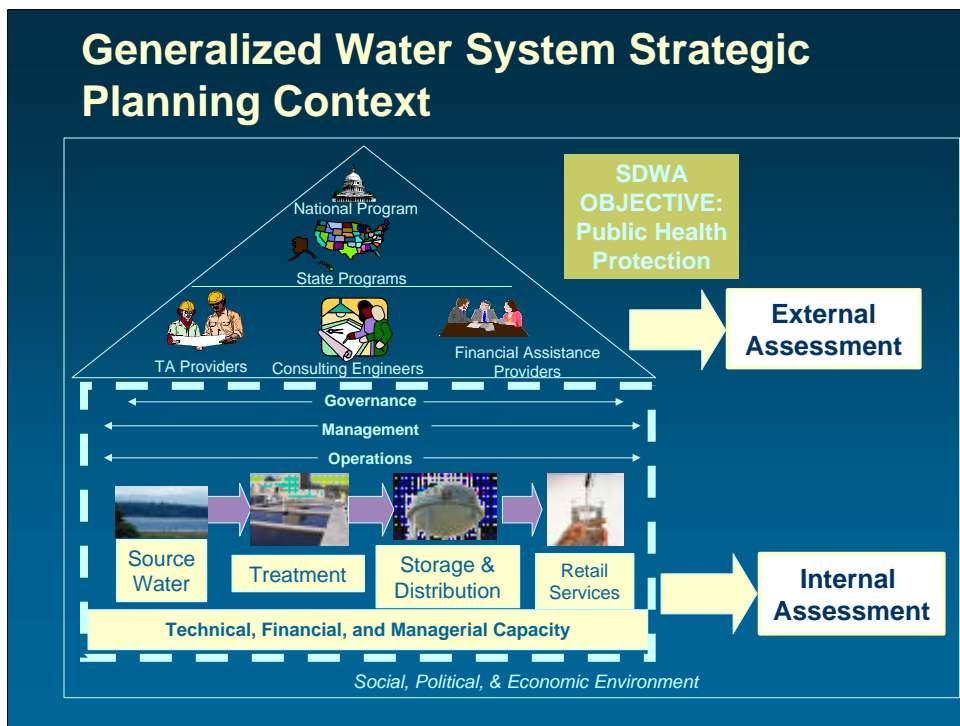 Generalized Water System Strategic
Planning Context
SDWA
OBJECTIVE:
Public Health
Protection
National Program
State Programs
External
Assessment
TA Providers
Consulting Engineers
Financial Assistance
Providers
Governance
Management
Operations
Source
Water
Treatment
Storage &
Distribution
Retail
Services
Internal
Assessment
Technical, Financial, and Managerial Capacity
Social, Political, & Economic Environment